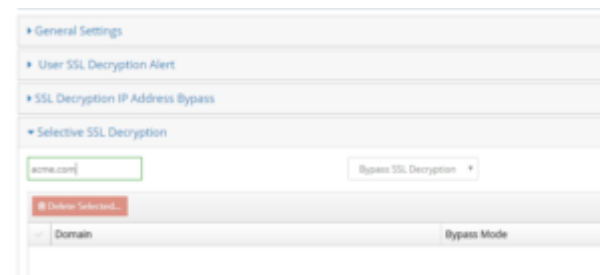 General Settings
User SSL Decryption Alert
SSL Decryption IP Address Bypass
Selective SSL Decryption
acme.com Bypass SSL Decryption
Delete Selected...
Domain Bypass Mode